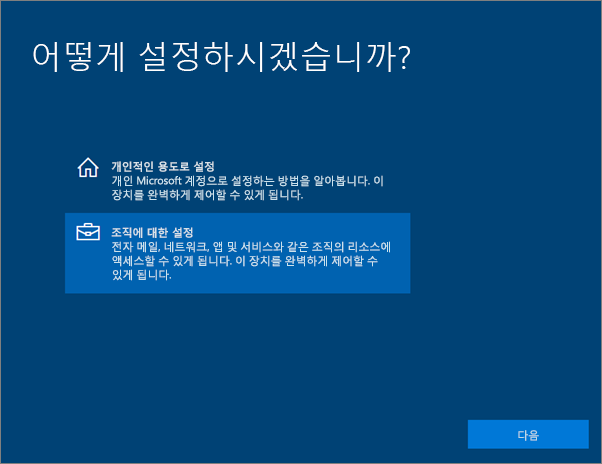 어떻게 설정하시겠습니까?
개인적인 용도로 설정
개인 Microsoft 계정으로 설정하는 방법을 알아봅니다. 이
장치를 완벽하게 제어할 수 있게 됩니다.
조직에 대한 설정
전자 메일, 네트워크, 앱 및 서비스와 같은 조직의 리소스에
액세스할 수 있게 됩니다. 이 장치를 완벽하게 제어할 수
있게 됩니다.
다음